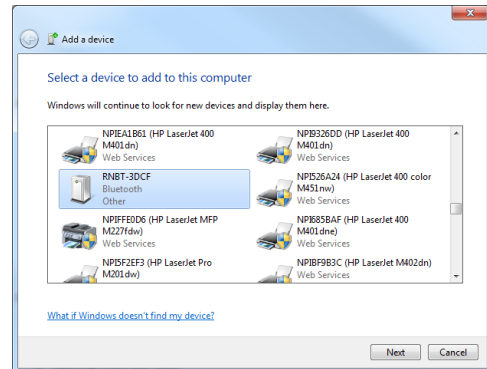 Add a device
Select a device to add to this computer
Windows will continue to look for new devices and display them here.
NPIEA1B61 (HP LaserJet 400
M401dn)
Web Services
NPI9326DD (HP LaserJet 400
M401dn)
Web Services
RNBT-3DCF
Bluetooth
Other
NPI526A24 (HP LaserJet 400 color
M451nw)
Web Services
NPIFFE0D6 (HP LaserJet MFP
M227fdw)
Web Services
NPI685BAF (HP LaserJet 400
M401dne)
Web Services
NPI5F2EF3 (HP LaserJet Pro
M201dw)
NPIBF9B3C (HP LaserJet M402dn)
Web Services
What if Windows doesn't find my device?
Next
Cancel